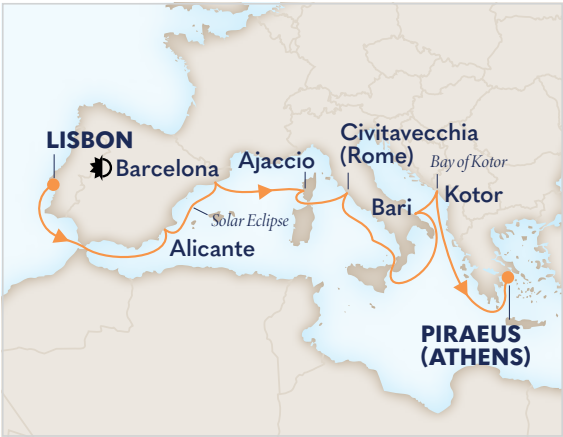 LISBON
Barcelona
Ajaccio
Civitavecchia
(Rome)
Bay of Kotor
Kotor
Bari
Solar Eclipse
Alicante
PIRAEUS
(ATHENS)